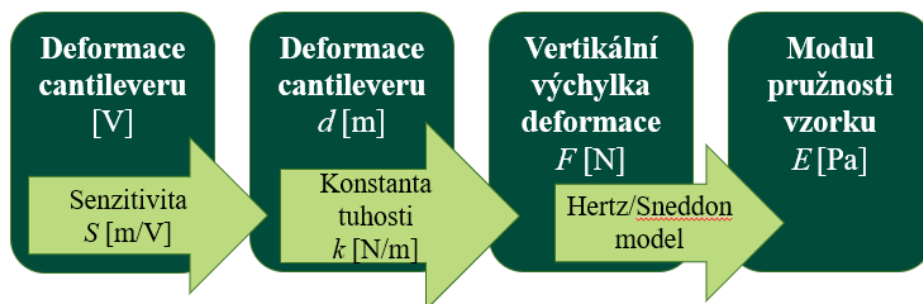 Deformace
cantileveru
[V]
Senzitivita
S [m/V]
Deformace
cantileveru
d [m]
Konstanta
tuhosti
k [N/m]
Vertikální
výchylka
deformace
F [N]
Hertz/Sneddon
model
Modul
pružnosti
vzorku
E [Pa]